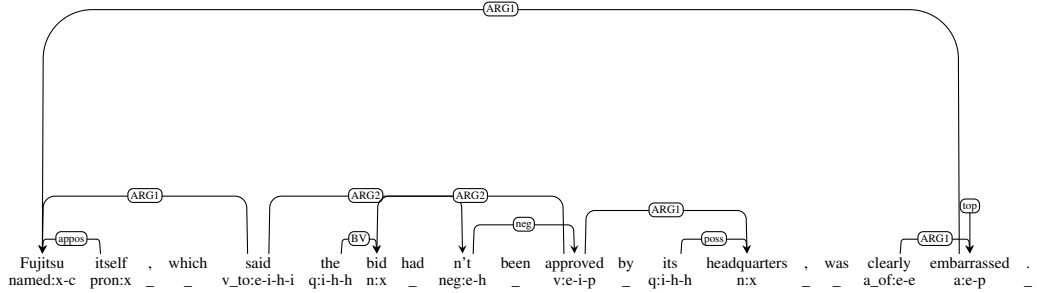 ARG1
ARG1 ARG2 ARG2
ARG1 top
neg
appos BV poss ARG1
Fujitsu itself , which said the bid had n't been approved by its headquarters , was clearly embarrassed .
named:x-c pron:x _ _ v_to:e-i-h-i q:i-h-h n:x _ neg:e-h _ v:e-i-p _ q:i-h-h n:x _ _ a_of:e-e a:e-p _